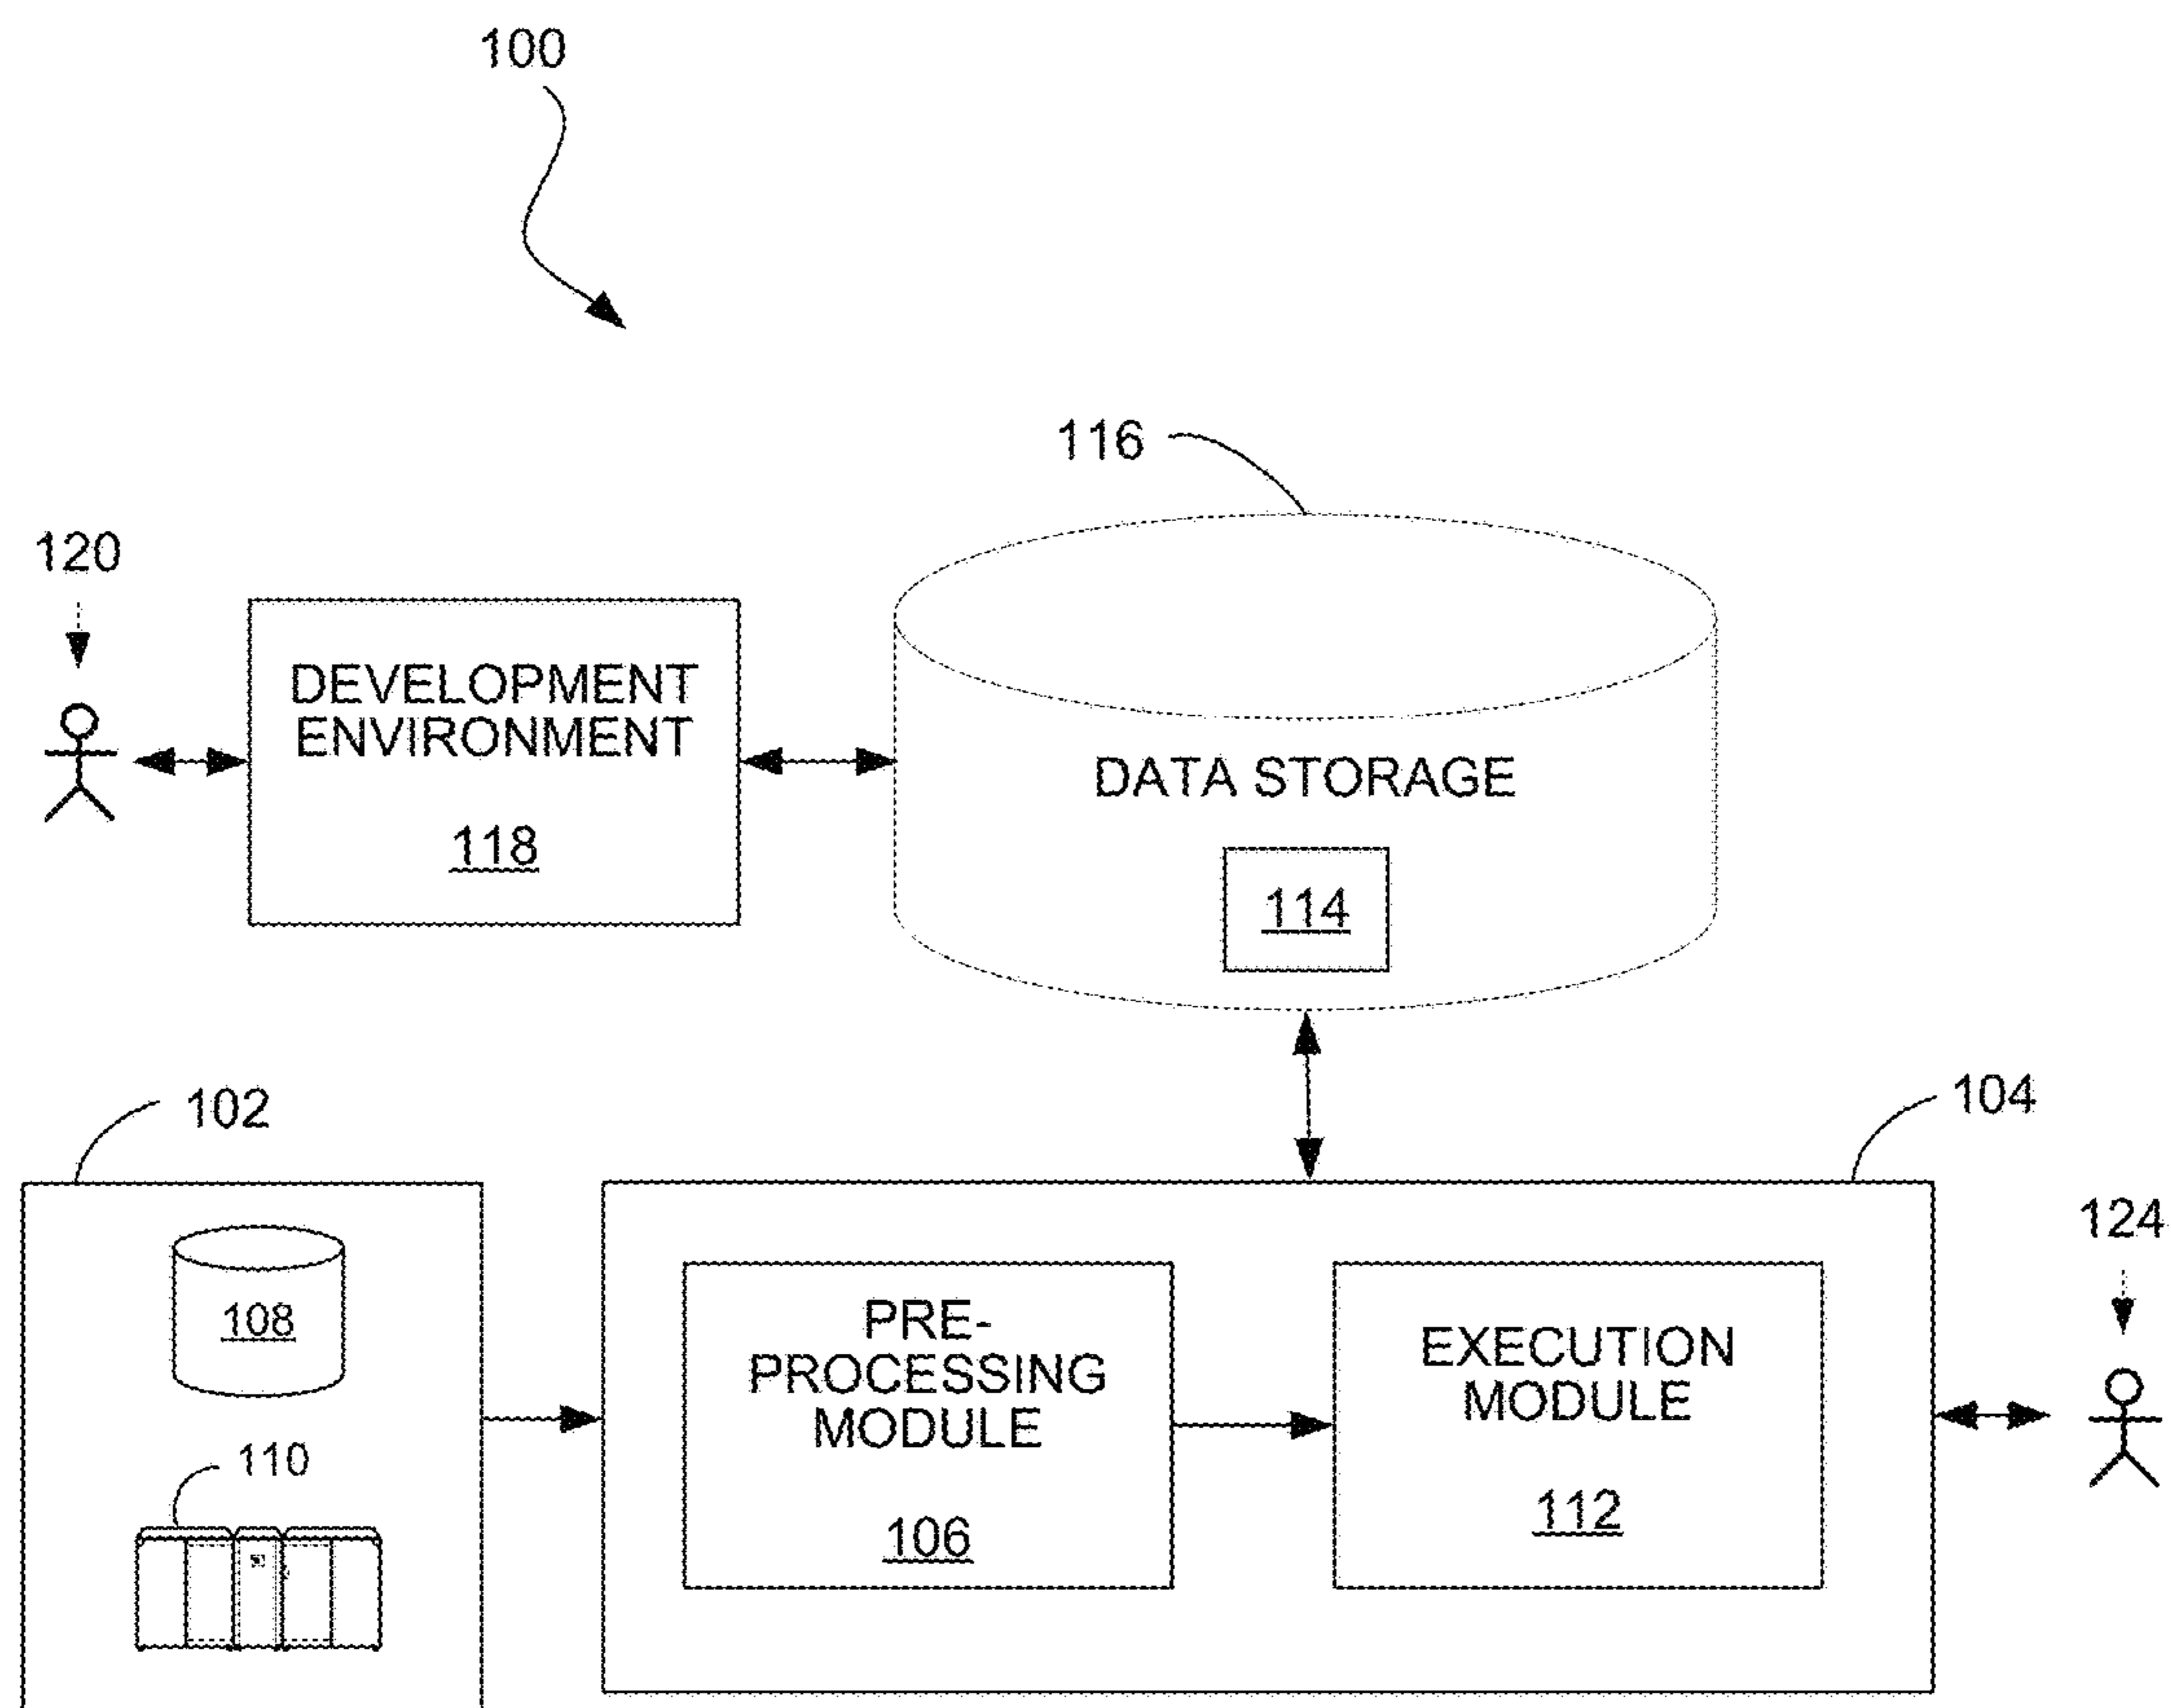 100
116
120
DEVELOPMENT
ENVIRONMENT
118
DATA STORAGE
114
102
104
124
108
110
PRE-
PROCESSING
MODULE
106
EXECUTION
MODULE
112